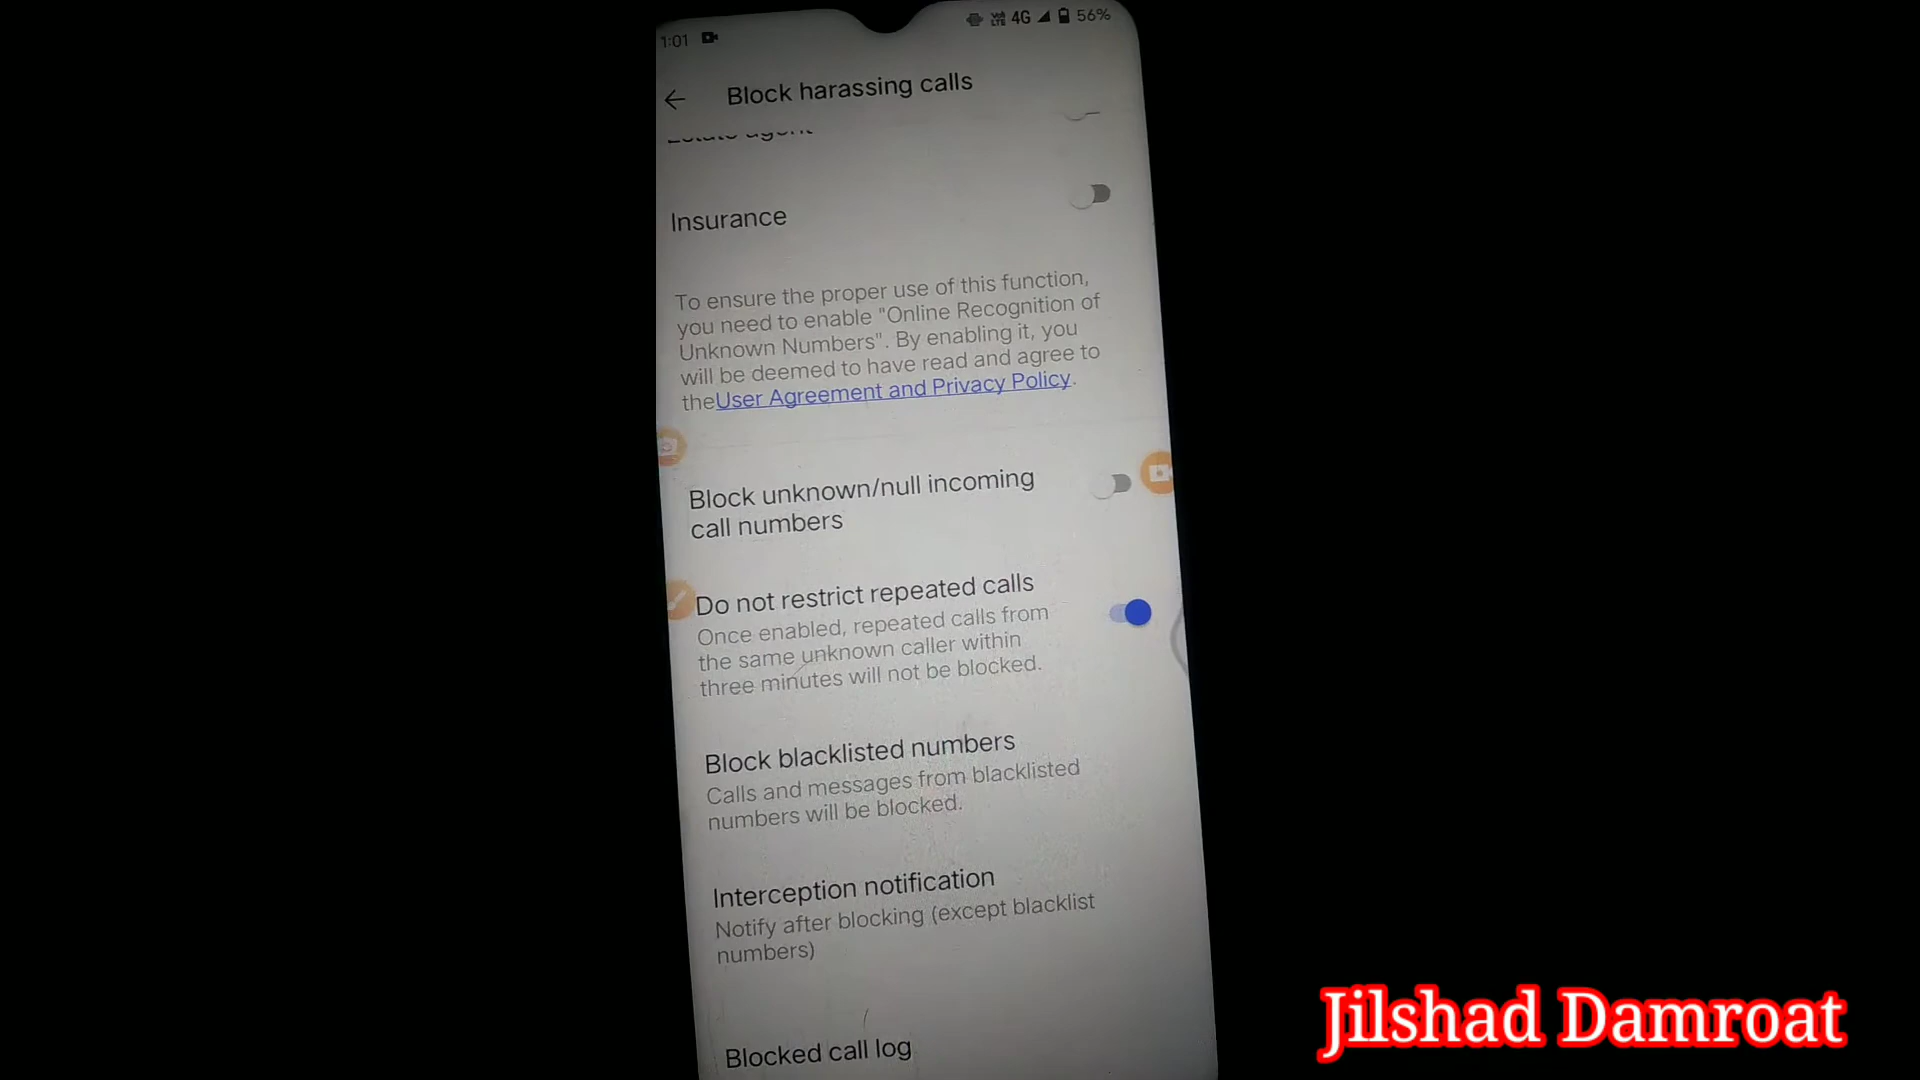 1:01
VoLTE 4G 56%
Block harassing calls
Estate agent
Insurance
To ensure the proper use of this function,
you need to enable "Online Recognition of
Unknown Numbers". By enabling it, you
will be deemed to have read and agree to
theUser Agreement and Privacy Policy.
Block unknown/null incoming
call numbers
Do not restrict repeated calls
Once enabled, repeated calls from
the same unknown caller within
three minutes will not be blocked.
Block blacklisted numbers
Calls and messages from blacklisted
numbers will be blocked.
Interception notification
Notify after blocking (except blacklist
numbers)
Blocked call log
Jilshad Damroat